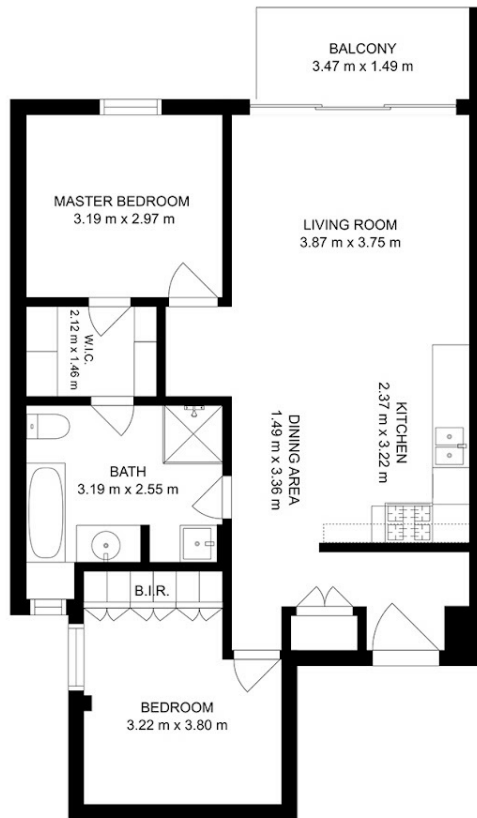 BALCONY
3.47 m x 1.49 m
MASTER BEDROOM
3.19 m x 2.97 m
LIVING ROOM
3.87 m x 3.75 m
W.I.C.
2.12 m x 1.46 m
KITCHEN
2.37 m x 3.22 m
DINING AREA
1.49 m x 3.36 m
BATH
3.19 m x 2.55 m
B.I.R.
BEDROOM
3.22 m x 3.80 m